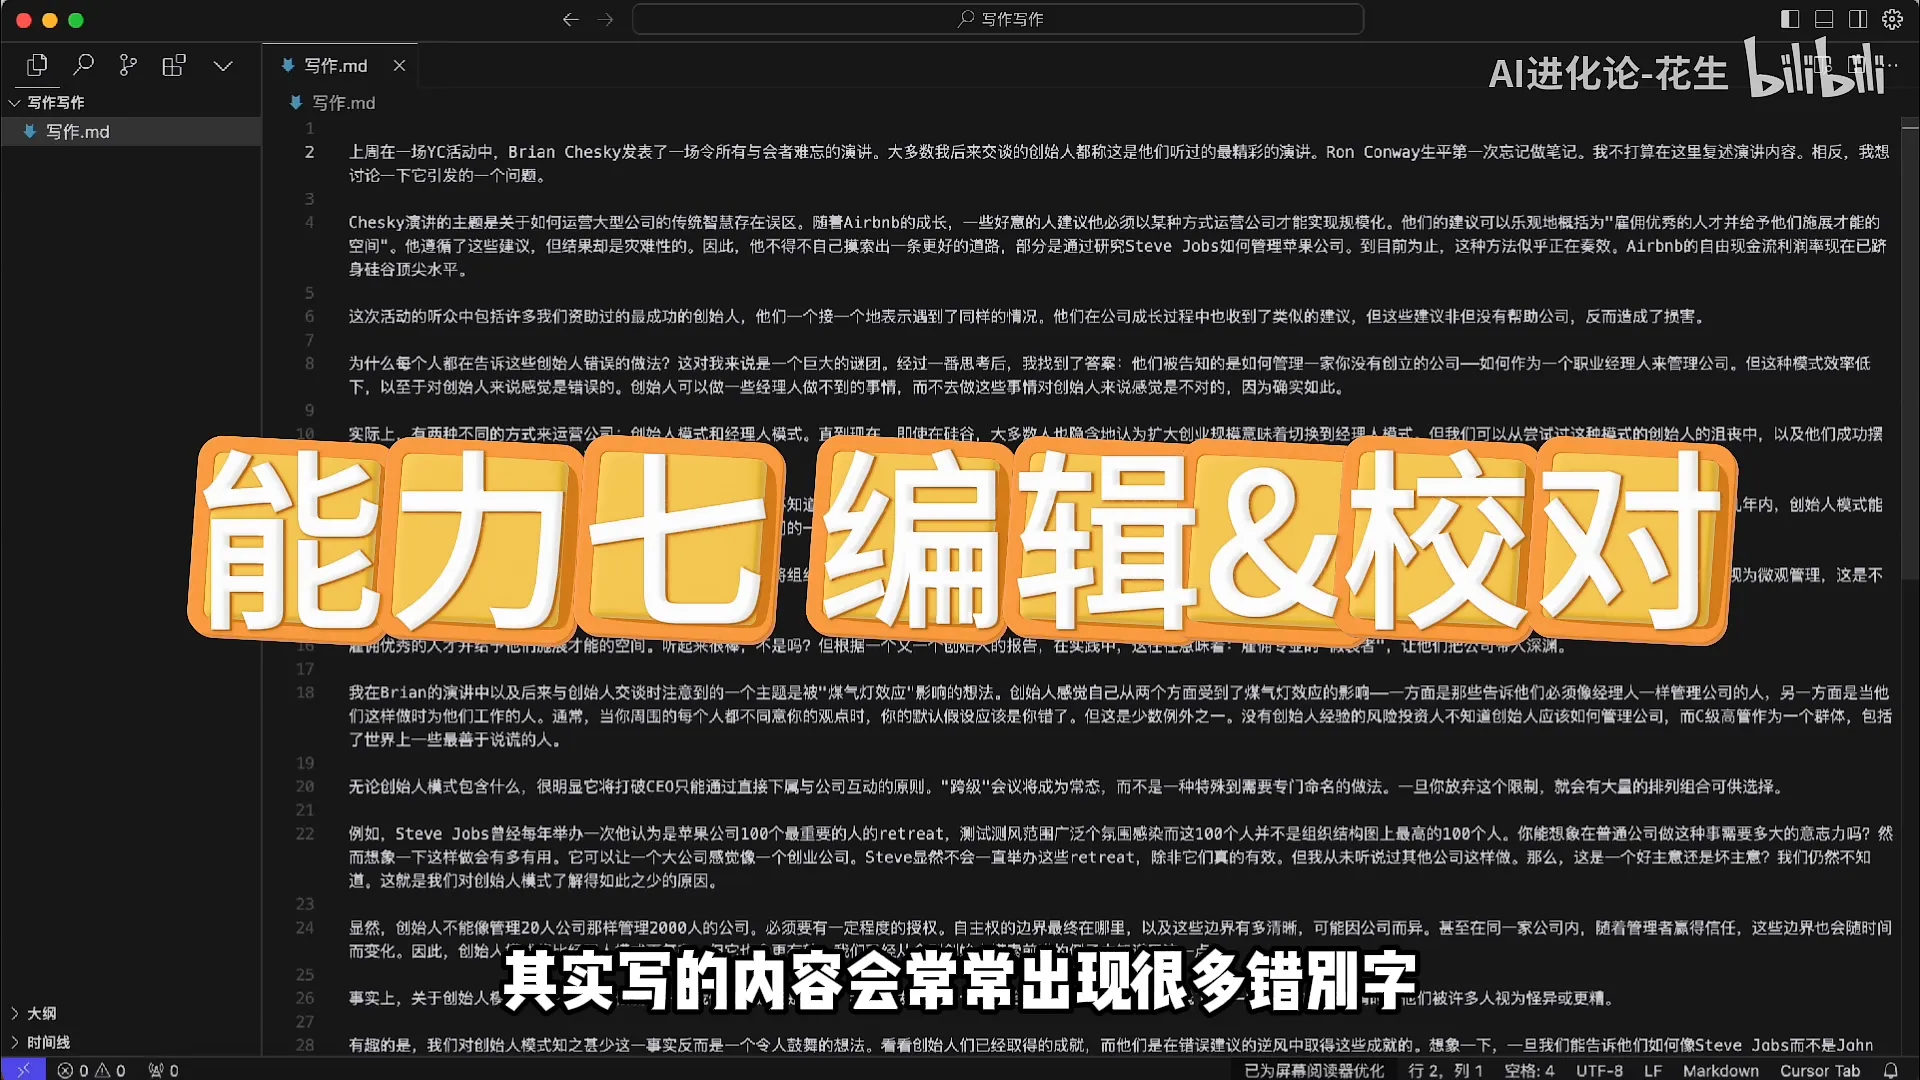 写作写作
AI进化论-花生 bilibili
写作写作
写作.md
写作.md
写作.md
1
2 上周在一场YC活动中，Brian Chesky发表了一场令所有与会者难忘的演讲。大多数我后来交谈的创始人都称这是他们听过的最精彩的演讲。Ron Conway生平第一次忘记做笔记。我不打算在这里复述演讲内容。相反，我想
讨论一下它引发的一个问题。
3
4 Chesky演讲的主题是关于如何运营大型公司的传统智慧存在误区。随着Airbnb的成长，一些好意的人建议他必须以某种方式运营公司才能实现规模化。他们的建议可以乐观地概括为"雇佣优秀的人才并给予他们施展才能的
空间"。他遵循了这些建议，但结果却是灾难性的。因此，他不得不自己摸索出一条更好的道路，部分是通过研究Steve Jobs如何管理苹果公司。到目前为止，这种方法似乎正在奏效。Airbnb的自由现金流利润率现在已跻
身硅谷顶尖水平。
5
6 这次活动的听众中包括许多我们资助过的最成功的创始人，他们一个接一个地表示遇到了同样的情况。他们在公司成长过程中也收到了类似的建议，但这些建议非但没有帮助公司，反而造成了损害。
7
8 为什么每个人都在告诉这些创始人错误的做法？这对我来说是一个巨大的谜团。经过一番思考后，我找到了答案：他们被告知的是如何管理一家你没有创立的公司——如何作为一个职业经理人来管理公司。但这种模式效率低
下，以至于对创始人来说感觉是错误的。创始人可以做一些经理人做不到的事情，而不去做这些事情对创始人来说感觉是不对的，因为确实如此。
9
10 实际上，有两种不同的方式来运营公司：创始人模式和经理人模式。直到现在，即使在硅谷，大多数人也隐含地认为扩大创业规模意味着切换到经理人模式。但我们可以从尝试过这种模式的创始人的沮丧中，以及他们成功摆
能力七 编辑&校对
不知道
几年内，创始人模式能
将组
视为微观管理，这是不
16 雇佣优秀的人才并给予他们施展才能的空间。听起来很棒，不是吗？但根据一个又一个创始人的报告，在实践中，这往往意味着：雇佣专业的"伪装者"，让他们把公司带入深渊。
17
18 我在Brian的演讲中以及后来与创始人交谈时注意到的一个主题是被"煤气灯效应"影响的想法。创始人感觉自己从两个方面受到了煤气灯效应的影响——一方面是那些告诉他们必须像经理人一样管理公司的人，另一方面是当他
们这样做时为他们工作的人。通常，当你周围的每个人都不同意你的观点时，你的默认假设应该是你错了。但这是少数例外之一。没有创始人经验的风险投资人不知道创始人应该如何管理公司，而C级高管作为一个群体，包括
了世界上一些最善于说谎的人。
19
20 无论创始人模式包含什么，很明显它将打破CEO只能通过直接下属与公司互动的原则。"跨级"会议将成为常态，而不是一种特殊到需要专门命名的做法。一旦你放弃这个限制，就会有大量的排列组合可供选择。
21
22 例如，Steve Jobs曾经每年举办一次他认为是苹果公司100个最重要的人的retreat，测试测风范围广泛个氛围感染而这100个人并不是组织结构图上最高的100个人。你能想象在普通公司做这种事需要多大的意志力吗？然
而想象一下这样做会有多有用。它可以让一个大公司感觉像一个创业公司。Steve显然不会一直举办这些retreat，除非它们真的有效。但我从未听说过其他公司这样做。那么，这是一个好主意还是坏主意？我们仍然不知
道。这就是我们对创始人模式了解得如此之少的原因。
23
24 显然，创始人不能像管理20人公司那样管理2000人的公司。必须要有一定程度的授权。自主权的边界最终在哪里，以及这些边界有多清晰，可能因公司而异。甚至在同一家公司内，随着管理者赢得信任，这些边界也会随时间
而变化。因此，创始人
其实写的内容会常常出现很多错别字
25
26 事实上，关于创始人 他们被许多人视为怪异或更糟。
27
28 有趣的是，我们对创始人模式知之甚少这一事实反而是一个令人鼓舞的想法。看看创始人们已经取得的成就，而他们是在错误建议的逆风中取得这些成就的。想象一下，一旦我们能告诉他们如何像Steve Jobs而不是John
大纲
时间线
0 0 0 已为屏幕阅读器优化 行 2, 列 1 空格: 4 UTF-8 LF Markdown Cursor Tab